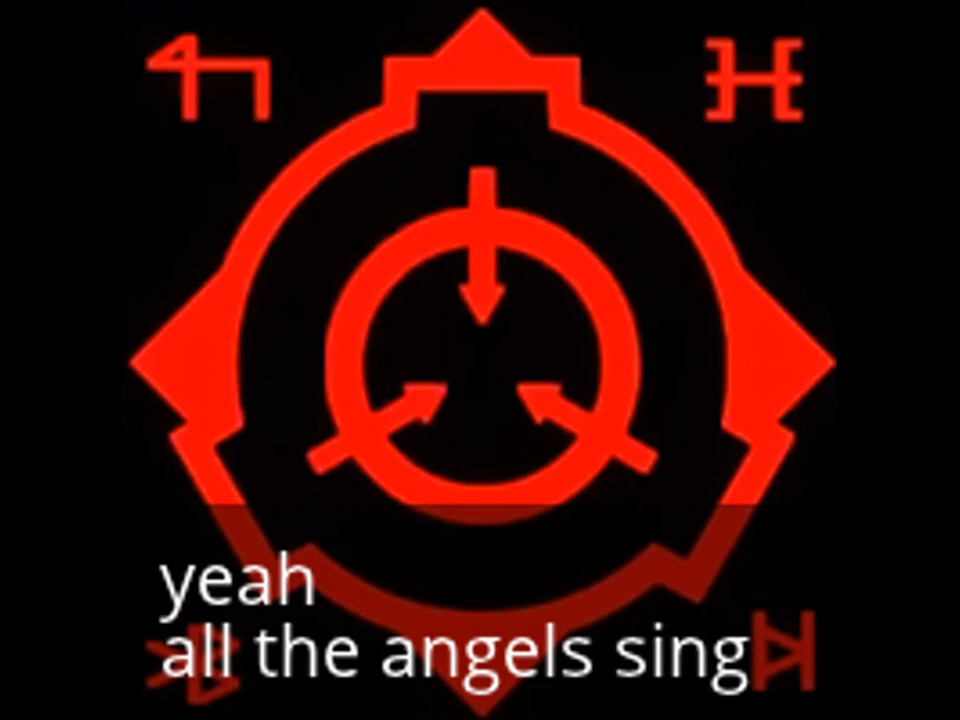 yeah
all the angels sing